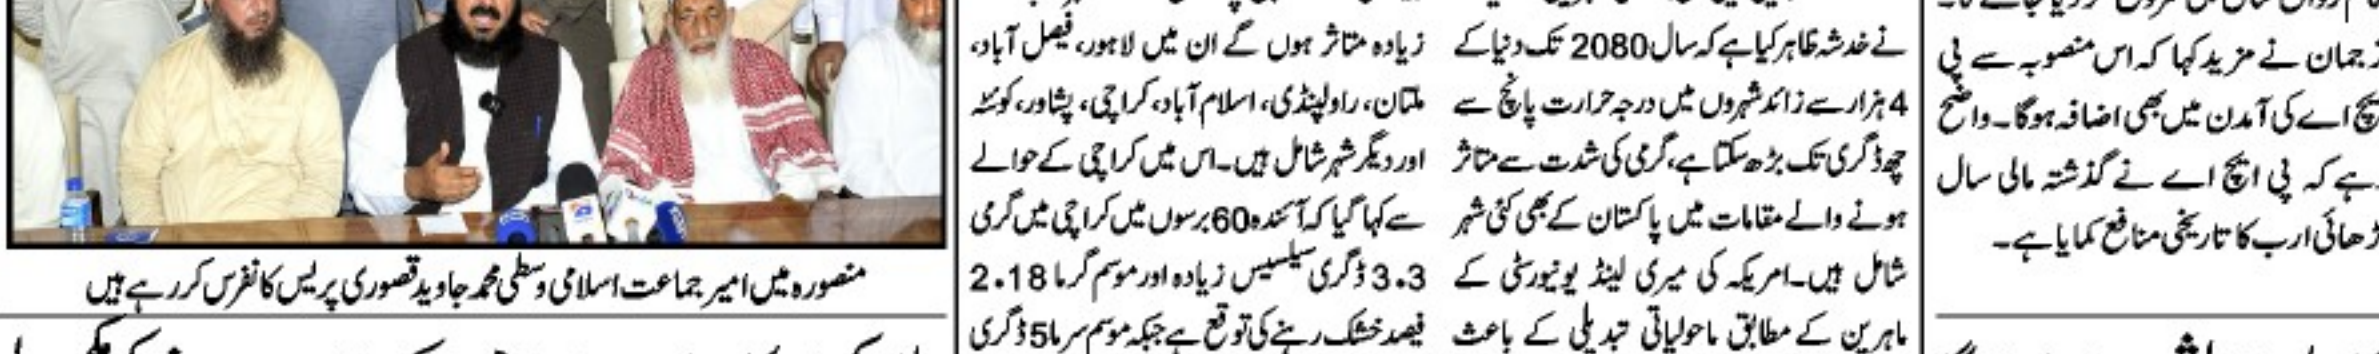 ترجمان نے مزید کہا کہ اس منصوبہ سے پی
ایچ اے کی آمدن میں بھی اضافہ ہوگا۔ واضح
ہے کہ پی ایچ اے نے گذشتہ مالی سال
ڈھائی ارب کا تاریخی منافع کمایا ہے۔
نے خدشہ ظاہر کیا ہے کہ سال 2080 تک دنیا کے
4 ہزار سے زائد شہروں میں درجہ حرارت پانچ سے
چھ ڈگری تک بڑھ سکتا ہے، گرمی کی شدت سے متاثر
ہونے والے مقامات میں پاکستان کے بھی کئی شہر
شامل ہیں۔ امریکہ کی میری لینڈ یونیورسٹی کے
ماہرین کے مطابق ماحولیاتی تبدیلی کے باعث
زیادہ متاثر ہوں گے ان میں لاہور، فیصل آباد،
ملتان، راولپنڈی، اسلام آباد، کراچی، پشاور، کوئٹہ
اور دیگر شہر شامل ہیں۔ اس میں کراچی کے حوالے
سے کہا گیا کہ آئندہ 60 برسوں میں کراچی میں گرمی
3.3 ڈگری سیلسیس زیادہ اور موسم گرما 2.18
فیصد خشک رہنے کی توقع ہے جبکہ موسم سرما 5 ڈگری
منصورہ میں امیر جماعت اسلامی وسطی محمد جاوید قصوری پریس کانفرس کررہے ہیں